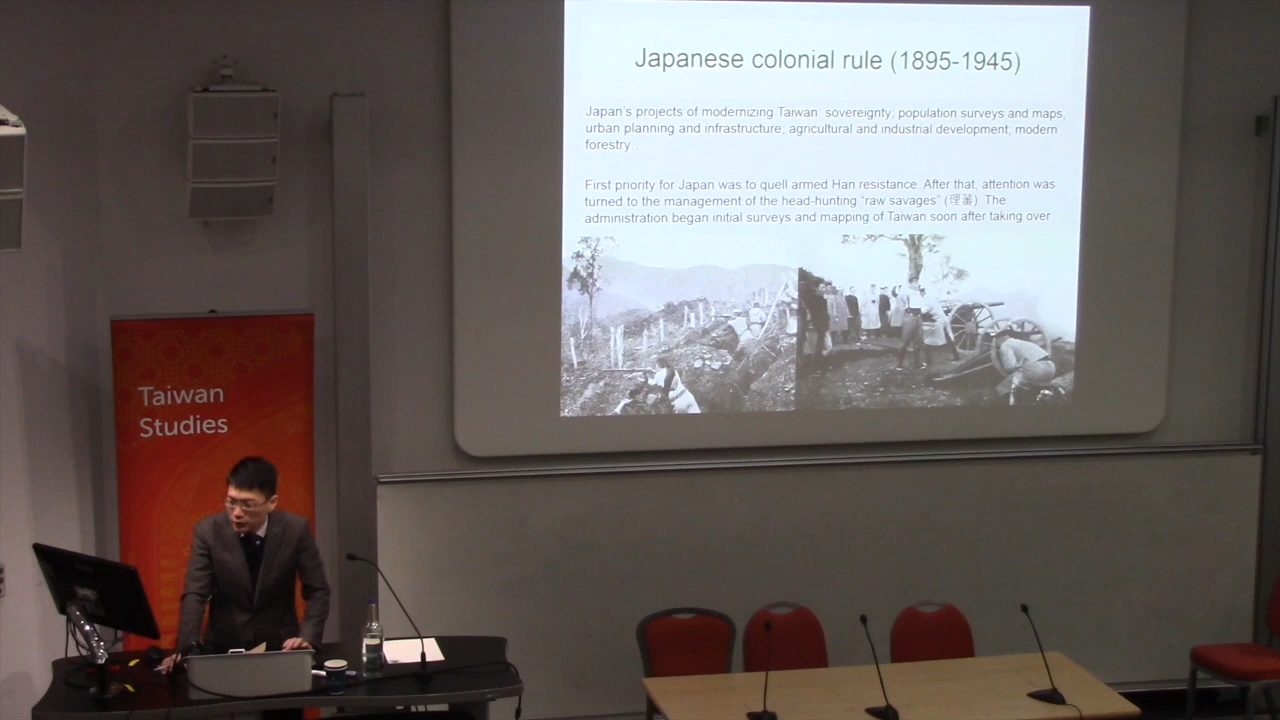 Japanese colonial rule (1895-1945)
Japan's projects of modernizing Taiwan: sovereignty; population surveys and maps,
urban planning and infrastructure, agricultural and industrial development; modern
forestry…
First priority for Japan was to quell armed Han resistance. After that, attention was
turned to the management of the head-hunting “raw savages” (理蕃). The
administration began initial surveys and mapping of Taiwan soon after taking over
Taiwan
Studies